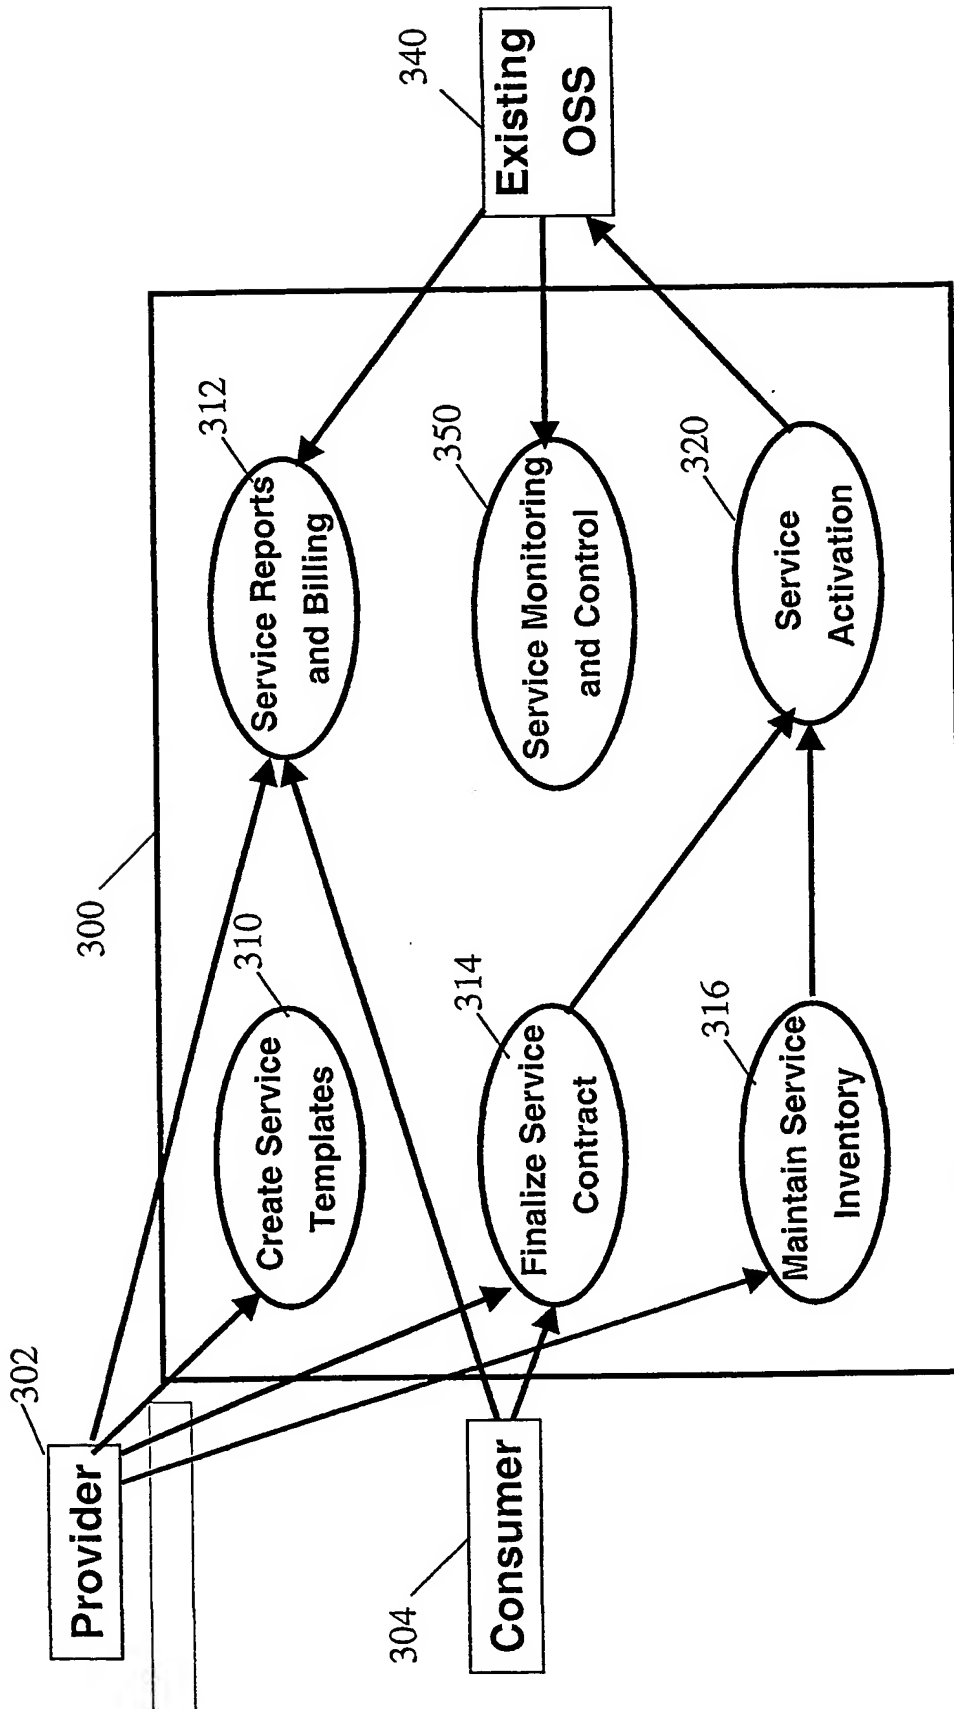 302
Provider
300
310
Create Service
Templates
312
Service Reports
and Billing
340
Existing
OSS
304
Consumer
314
Finalize Service
Contract
350
Service Monitoring
and Control
316
Maintain Service
Inventory
320
Service
Activation